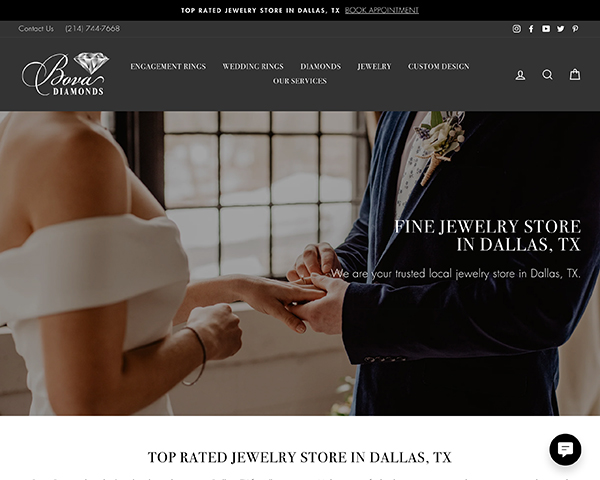 TOP RATED JEWELRY STORE IN DALLAS, TX BOOK APPOINTMENT
Contact Us (214) 744-7668
Bova
DIAMONDS
ENGAGEMENT RINGS WEDDING RINGS DIAMONDS JEWELRY CUSTOM DESIGN
OUR SERVICES
FINE JEWELRY STORE
IN DALLAS, TX
We are your trusted local jewelry store in Dallas, TX.
TOP RATED JEWELRY STORE IN DALLAS, TX